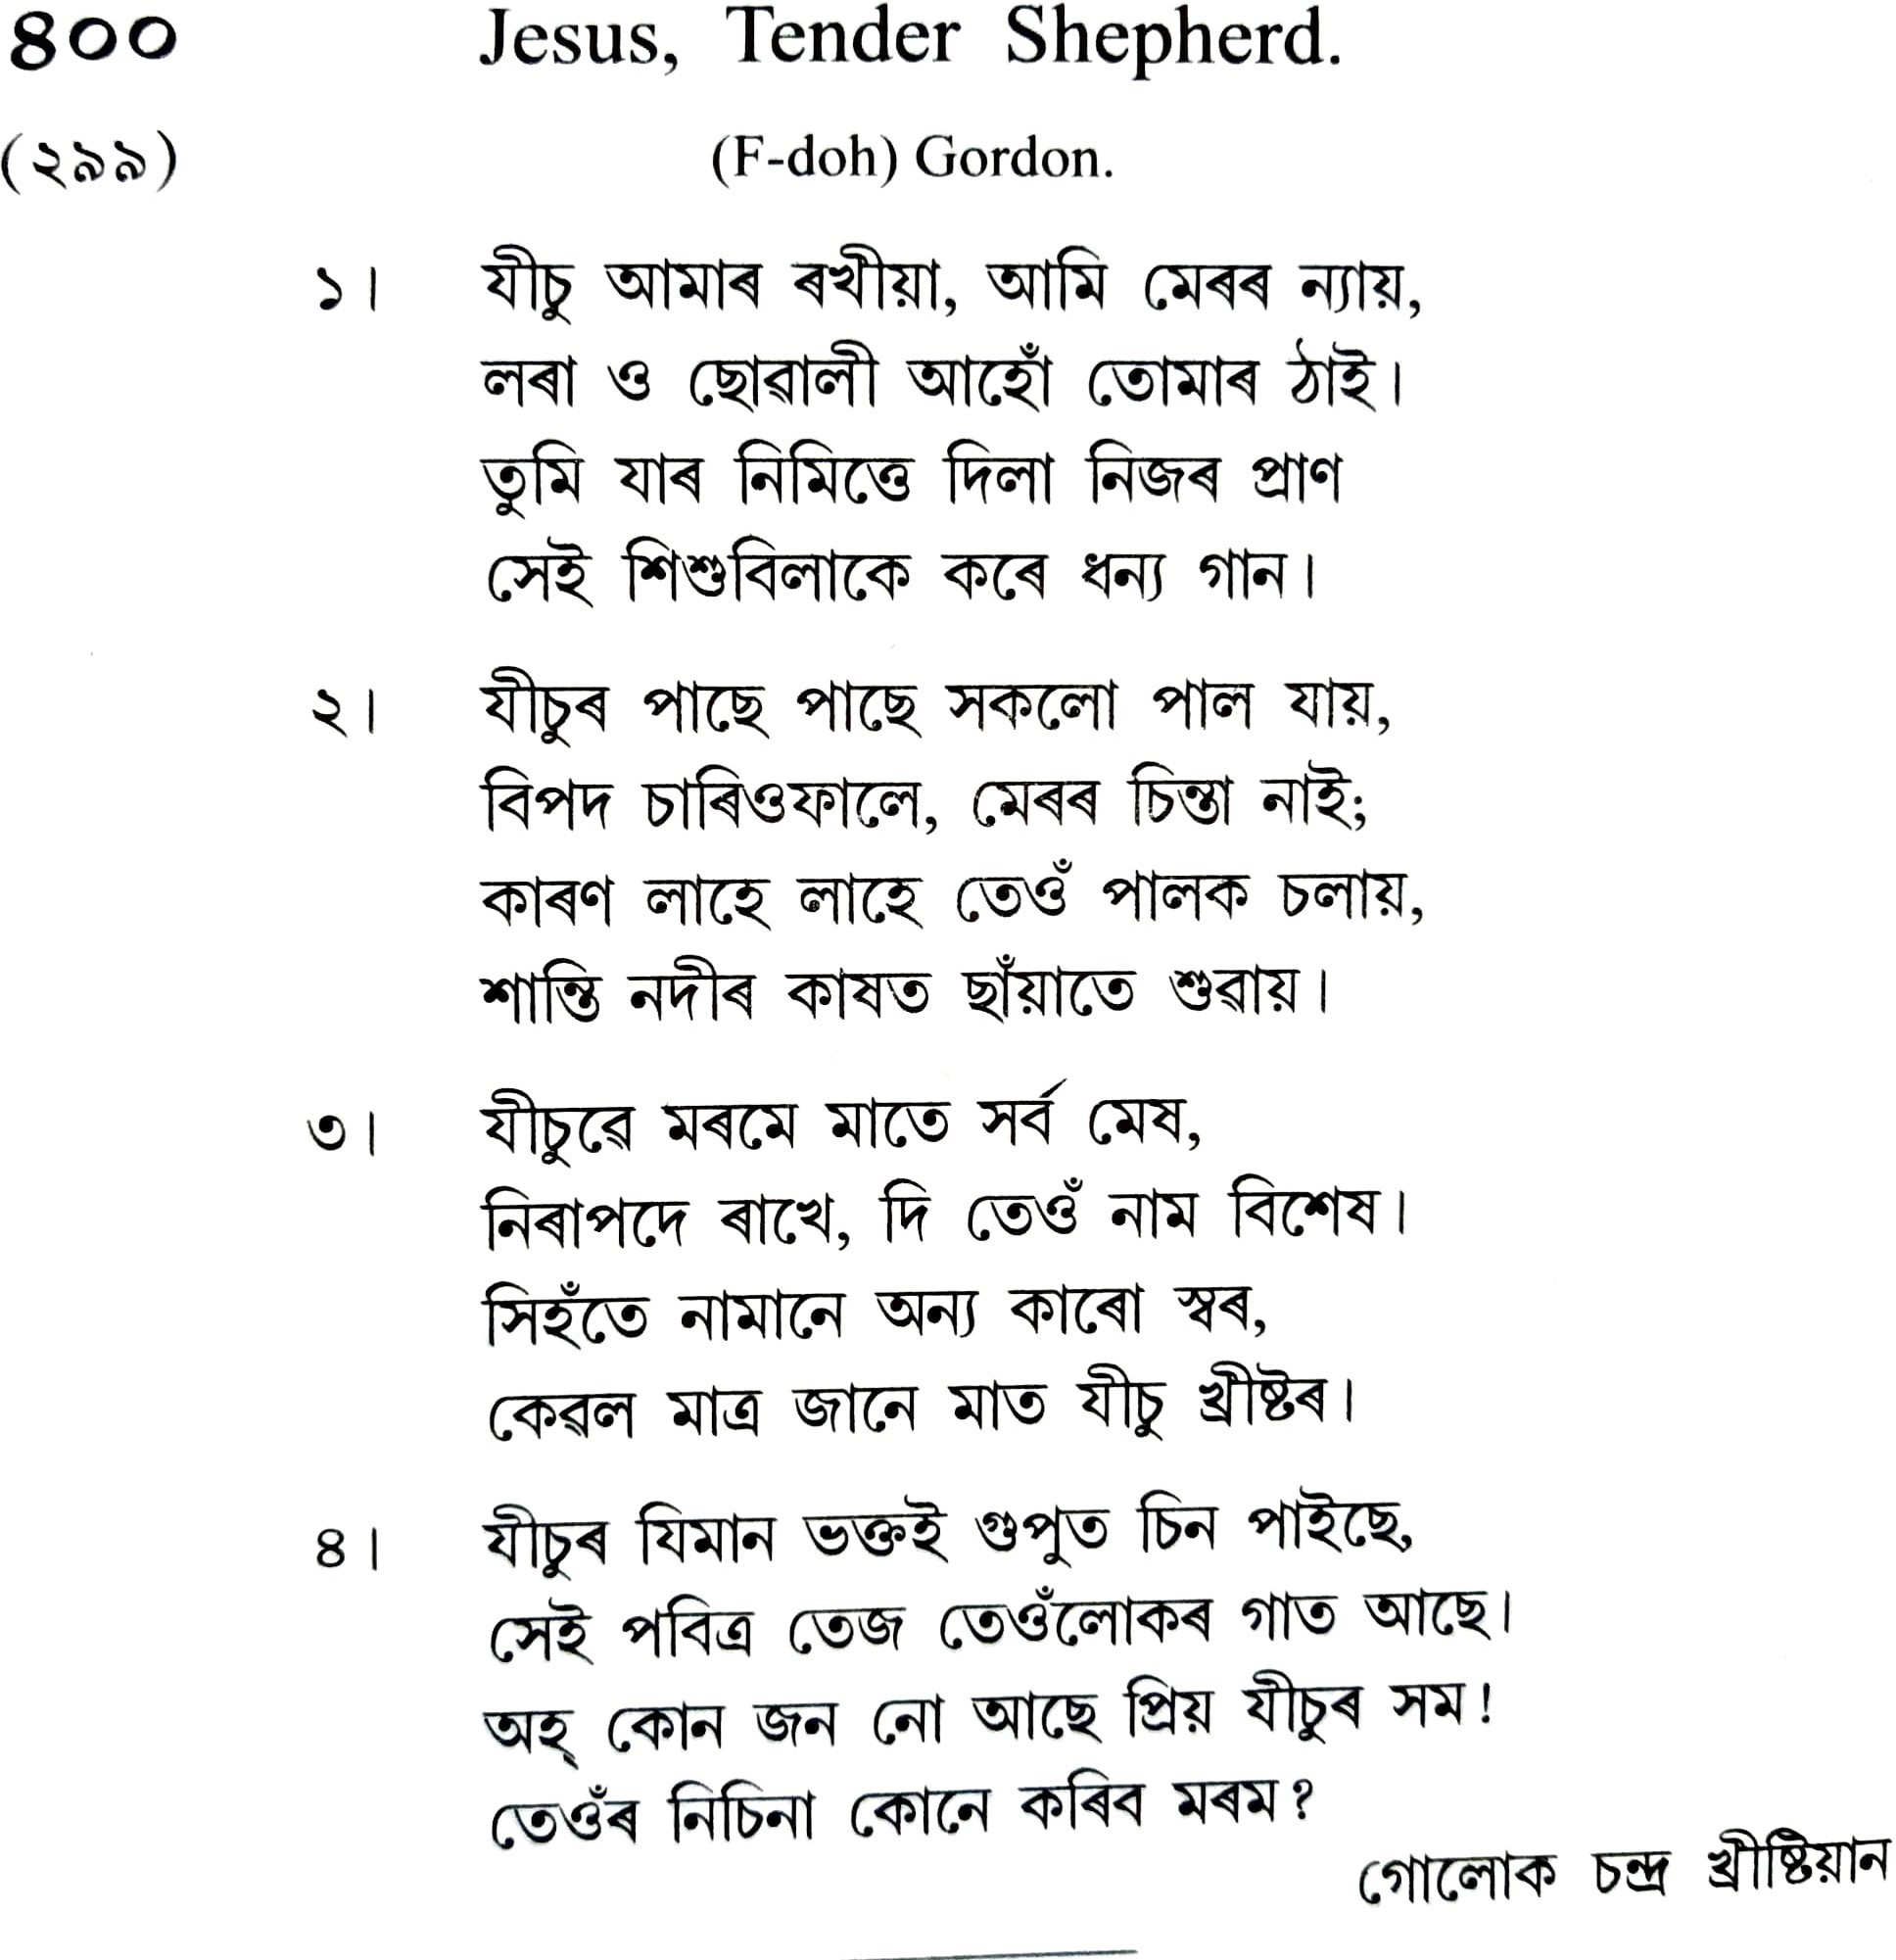 ৪০০ Jesus, Tender Shepherd.
(২৯৯) (F-doh) Gordon.
১। যীচু আমাৰ ৰখীয়া, আমি মেৰৰ ন্যায়,
লৰা ও ছোৱালী আহোঁ তোমাৰ ঠাই।
তুমি যাৰ নিমিত্তে দিলা নিজৰ প্ৰাণ
সেই শিশুবিলাকে কৰে ধন্য গান।
২। যীচুৰ পাছে পাছে সকলো পাল যায়,
বিপদ চাৰিওফালে, মেৰৰ চিন্তা নাই;
কাৰণ লাহে লাহে তেওঁ পালক চলায়,
শান্তি নদীৰ কাষত ছাঁয়াতে শুৱায়।
৩। যীচুৱে মৰমে মাতে সৰ্ব মেষ,
নিৰাপদে ৰাখে, দি তেওঁ নাম বিশেষ।
সিহঁতে নামানে অন্য কাৰো স্বৰ,
কেৱল মাত্ৰ জানে মাত যীচু খ্ৰীষ্টৰ।
৪। যীচুৰ যিমান ভক্তই গুপুত চিন পাইছে,
সেই পবিত্ৰ তেজ তেওঁলোকৰ গাত আছে।
অহ্ কোন জন নো আছে প্ৰিয় যীচুৰ সম!
তেওঁৰ নিচিনা কোনে কৰিব মৰম?
গোলোক চন্দ্ৰ খ্ৰীষ্টিয়ান